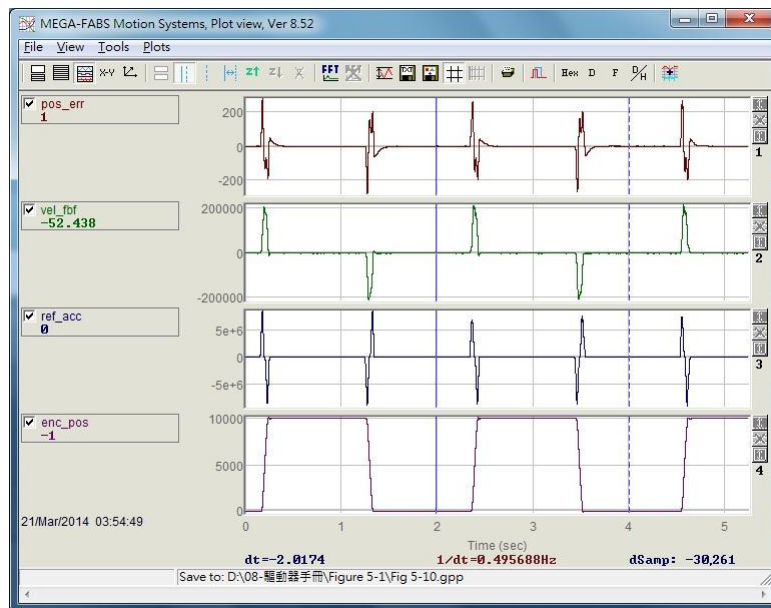 MEGA-FABS Motion Systems, Plot view, Ver 8.52
File View Tools Plots
X-Y FFT TXT Hex D F D/H
pos_err
1
200
0
-200
1
vel_fbf
-52.438
200000
0
-200000
2
ref_acc
0
5e+6
0
-5e+6
3
enc_pos
-1
10000
5000
0
4
21/Mar/2014 03:54:49
0 1 2 3 4 5
Time (sec)
dt=-2.0174 1/dt=0.495688Hz dSamp: -30,261
Save to: D:\08-驅動器手冊\Figure 5-1\Fig 5-10.gpp